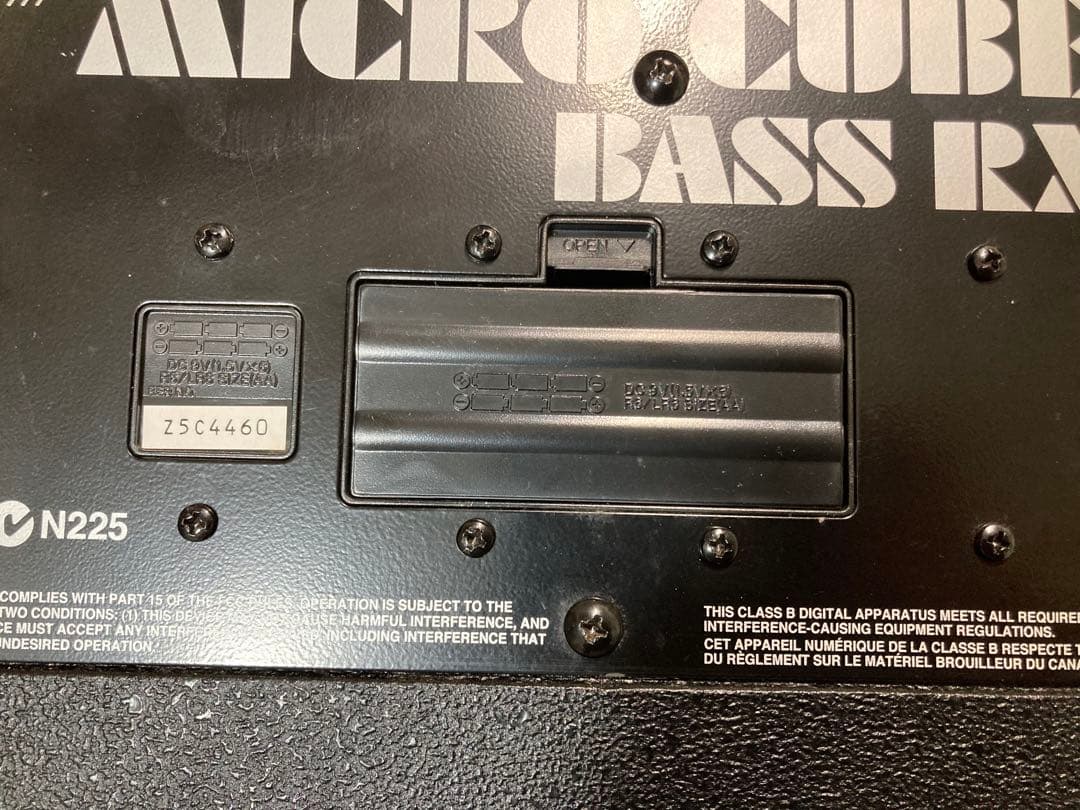 MICRO CUBE
BASS RX
OPEN
DC 9V(1.5V×6)
R6/LR6 SIZE(AA)
SER.NO.
Z5C4460
DC 9V(1.5V×6)
R6/LR6 SIZE(AA)
N225
COMPLIES WITH PART 15 OF THE FCC RULES. OPERATION IS SUBJECT TO THE
TWO CONDITIONS: (1) THIS DEVICE CAUSE HARMFUL INTERFERENCE, AND
CE MUST ACCEPT ANY INTERF INCLUDING INTERFERENCE THAT
UNDESIRED OPERATION.
THIS CLASS B DIGITAL APPARATUS MEETS ALL REQUIRE
INTERFERENCE-CAUSING EQUIPMENT REGULATIONS.
CET APPAREIL NUMÉRIQUE DE LA CLASSE B RESPECTE T
DU RÈGLEMENT SUR LE MATÉRIEL BROUILLEUR DU CANA